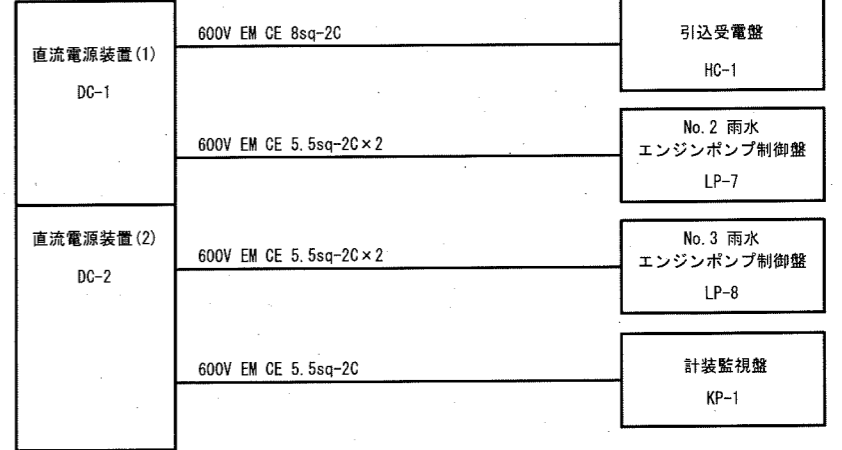 直流電源装置(1)
DC-1
600V EM CE 8sq-2C
引込受電盤
HC-1
600V EM CE 5.5sq-2C×2
No.2 雨水
エンジンポンプ制御盤
LP-7
直流電源装置(2)
DC-2
600V EM CE 5.5sq-2C×2
No.3 雨水
エンジンポンプ制御盤
LP-8
600V EM CE 5.5sq-2C
計装監視盤
KP-1